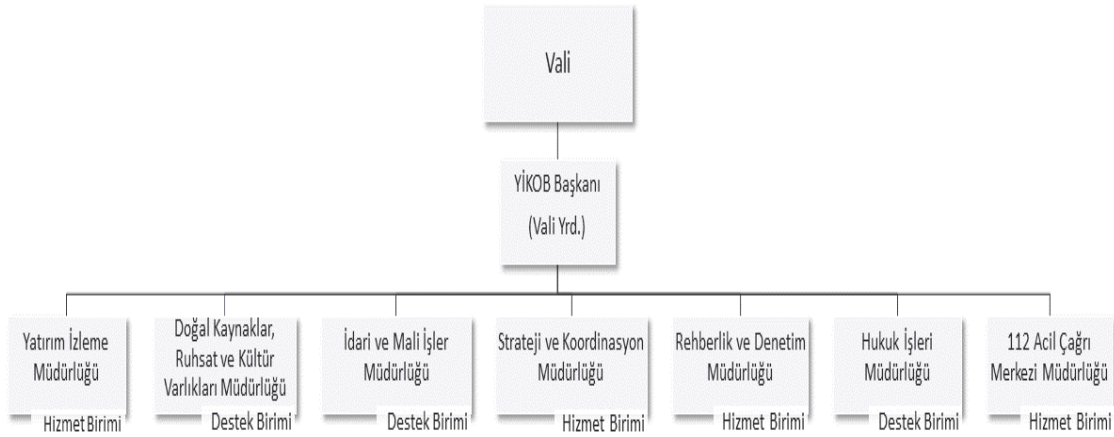 Vali
YİKOB Başkanı
(Vali Yrd.)
Yatırım İzleme
Müdürlüğü
Hizmet Birimi
Doğal Kaynaklar,
Ruhsat ve Kültür
Varlıkları Müdürlüğü
Destek Birimi
İdari ve Mali İşler
Müdürlüğü
Destek Birimi
Strateji ve Koordinasyon
Müdürlüğü
Hizmet Birimi
Rehberlik ve Denetim
Müdürlüğü
Hizmet Birimi
Hukuk İşleri
Müdürlüğü
Destek Birimi
112 Acil Çağrı
Merkezi Müdürlüğü
Hizmet Birimi